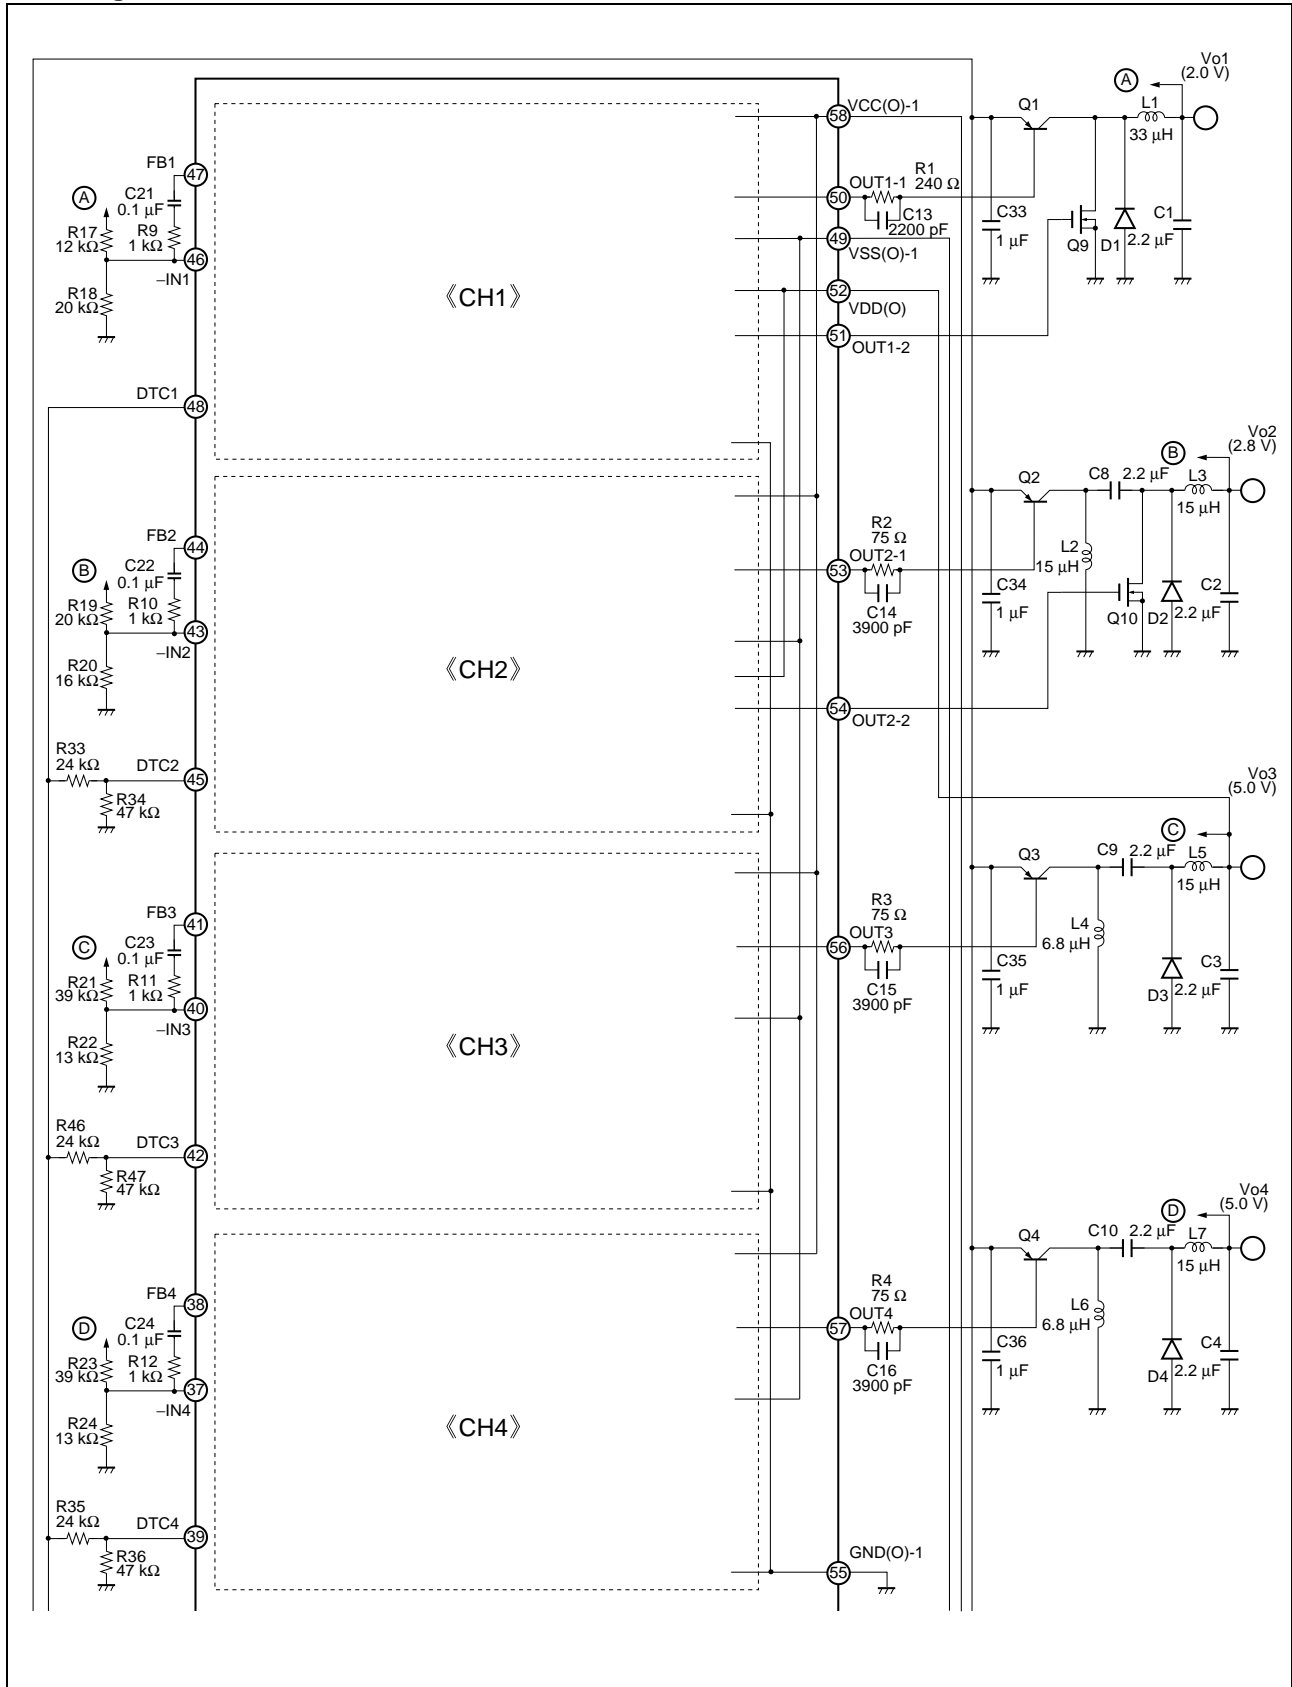 Vo1
(2.0 V)
A
L1
33 μH
Q1
58
VCC(O)-1
FB1
47
C21
0.1 μF
A
R17
12 kΩ
R9
1 kΩ
46
–IN1
R18
20 kΩ
《CH1》
50
OUT1-1
R1
240 Ω
C13
2200 pF
49
VSS(O)-1
52
VDD(O)
51
OUT1-2
C33
1 μF
Q9
D1
2.2 μF
C1
DTC1
48
Vo2
(2.8 V)
B
L3
15 μH
C8
2.2 μF
Q2
FB2
44
C22
0.1 μF
B
R19
20 kΩ
R10
1 kΩ
43
–IN2
R20
16 kΩ
《CH2》
R2
75 Ω
OUT2-1
53
C14
3900 pF
C34
1 μF
L2
15 μH
Q10
D2
2.2 μF
C2
54
OUT2-2
R33
24 kΩ
DTC2
45
R34
47 kΩ
Vo3
(5.0 V)
C
L5
15 μH
C9
2.2 μF
Q3
FB3
41
C23
0.1 μF
C
R21
39 kΩ
R11
1 kΩ
40
–IN3
R22
13 kΩ
《CH3》
R3
75 Ω
OUT3
56
C15
3900 pF
C35
1 μF
L4
6.8 μH
D3
2.2 μF
C3
R46
24 kΩ
DTC3
42
R47
47 kΩ
Vo4
(5.0 V)
D
L7
15 μH
C10
2.2 μF
Q4
FB4
38
C24
0.1 μF
D
R23
39 kΩ
R12
1 kΩ
37
–IN4
R24
13 kΩ
《CH4》
R4
75 Ω
OUT4
57
C16
3900 pF
C36
1 μF
L6
6.8 μH
D4
2.2 μF
C4
R35
24 kΩ
DTC4
39
R36
47 kΩ
GND(O)-1
55